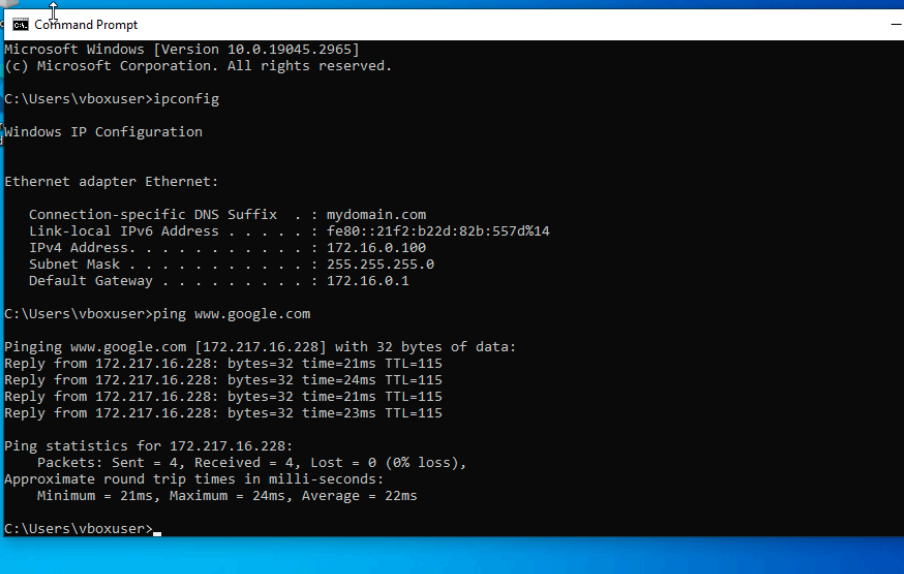 Command Prompt
Microsoft Windows [Version 10.0.19045.2965]
(c) Microsoft Corporation. All rights reserved.
C:\Users\vboxuser>ipconfig
Windows IP Configuration
Ethernet adapter Ethernet:
   Connection-specific DNS Suffix  . : mydomain.com
   Link-local IPv6 Address . . . . . : fe80::21f2:b22d:82b:557d%14
   IPv4 Address. . . . . . . . . . . : 172.16.0.100
   Subnet Mask . . . . . . . . . . . : 255.255.255.0
   Default Gateway . . . . . . . . . : 172.16.0.1
C:\Users\vboxuser>ping www.google.com
Pinging www.google.com [172.217.16.228] with 32 bytes of data:
Reply from 172.217.16.228: bytes=32 time=21ms TTL=115
Reply from 172.217.16.228: bytes=32 time=24ms TTL=115
Reply from 172.217.16.228: bytes=32 time=21ms TTL=115
Reply from 172.217.16.228: bytes=32 time=23ms TTL=115
Ping statistics for 172.217.16.228:
    Packets: Sent = 4, Received = 4, Lost = 0 (0% loss),
Approximate round trip times in milli-seconds:
    Minimum = 21ms, Maximum = 24ms, Average = 22ms
C:\Users\vboxuser>